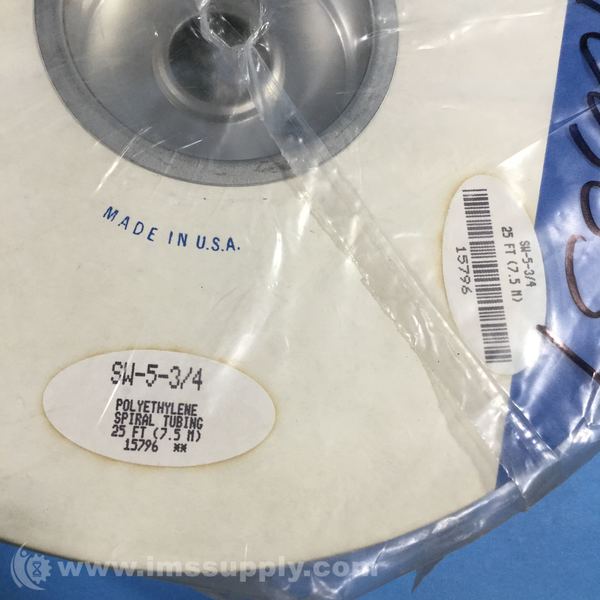 MADE IN U.S.A.
SW-5-3/4
25 FT (7.5 M)
15796
SW-5-3/4
POLYETHYLENE
SPIRAL TUBING
25 FT (7.5 M)
15796 **
www.imssupply.com